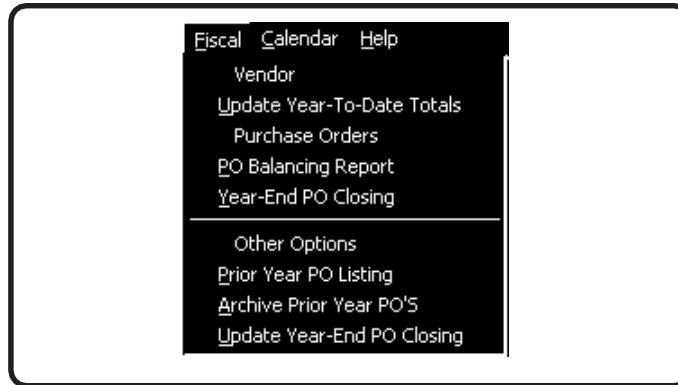 Fiscal Calendar Help
Vendor
Update Year-To-Date Totals
Purchase Orders
PO Balancing Report
Year-End PO Closing
Other Options
Prior Year PO Listing
Archive Prior Year PO'S
Update Year-End PO Closing